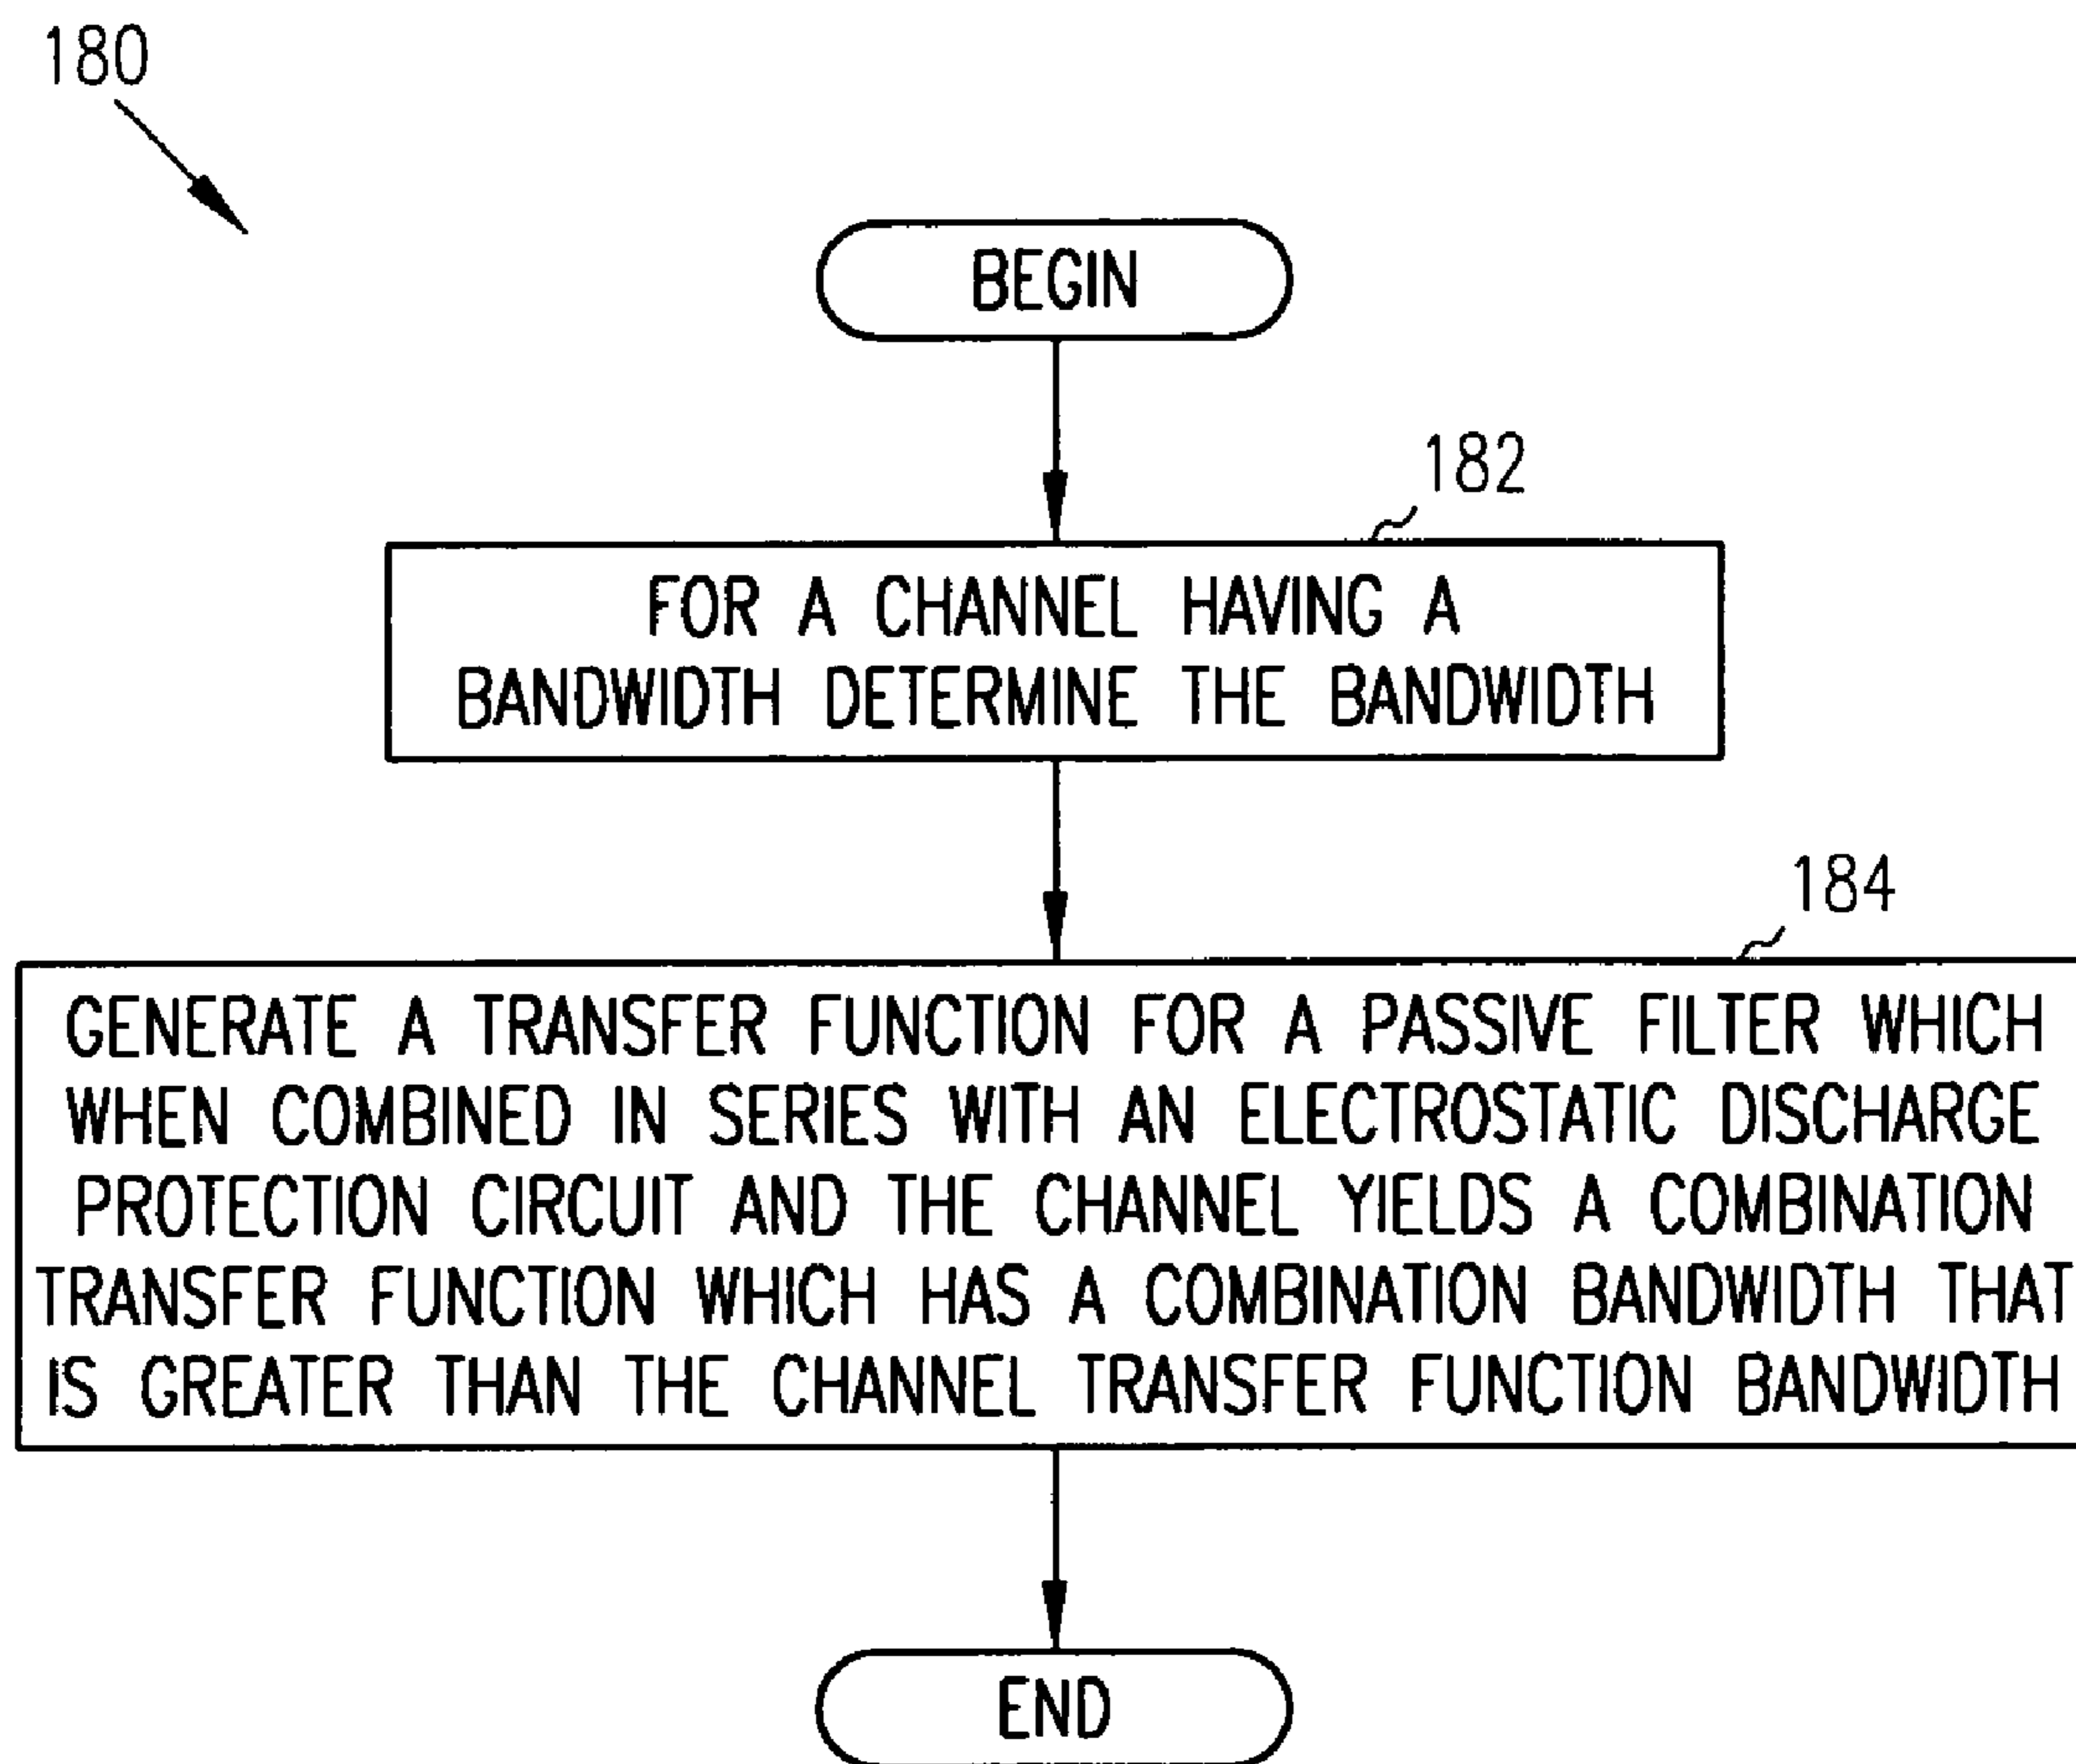 180
BEGIN
182
FOR A CHANNEL HAVING A
BANDWIDTH DETERMINE THE BANDWIDTH
184
GENERATE A TRANSFER FUNCTION FOR A PASSIVE FILTER WHICH
WHEN COMBINED IN SERIES WITH AN ELECTROSTATIC DISCHARGE
PROTECTION CIRCUIT AND THE CHANNEL YIELDS A COMBINATION
TRANSFER FUNCTION WHICH HAS A COMBINATION BANDWIDTH THAT
IS GREATER THAN THE CHANNEL TRANSFER FUNCTION BANDWIDTH
END